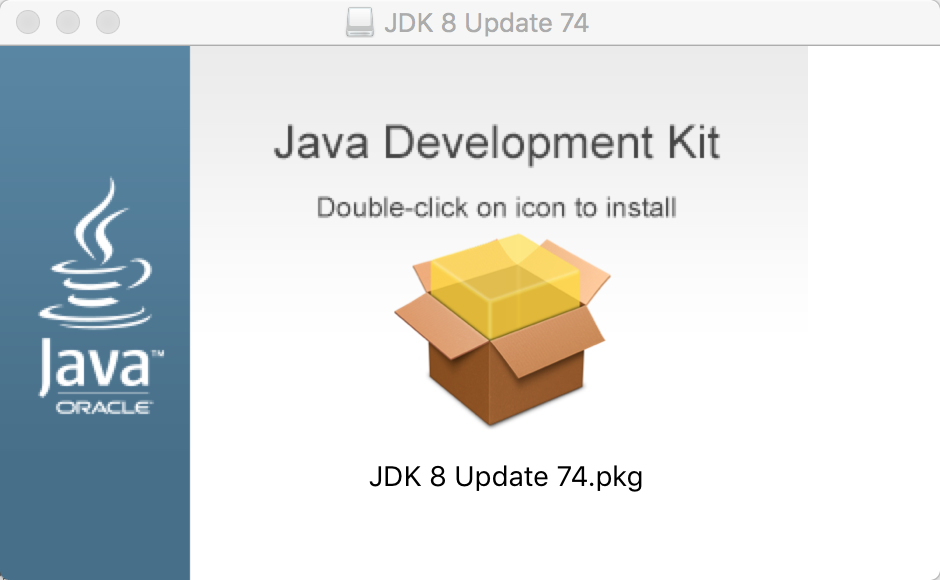 JDK 8 Update 74
Java Development Kit
Double-click on icon to install
Java™
ORACLE
JDK 8 Update 74.pkg